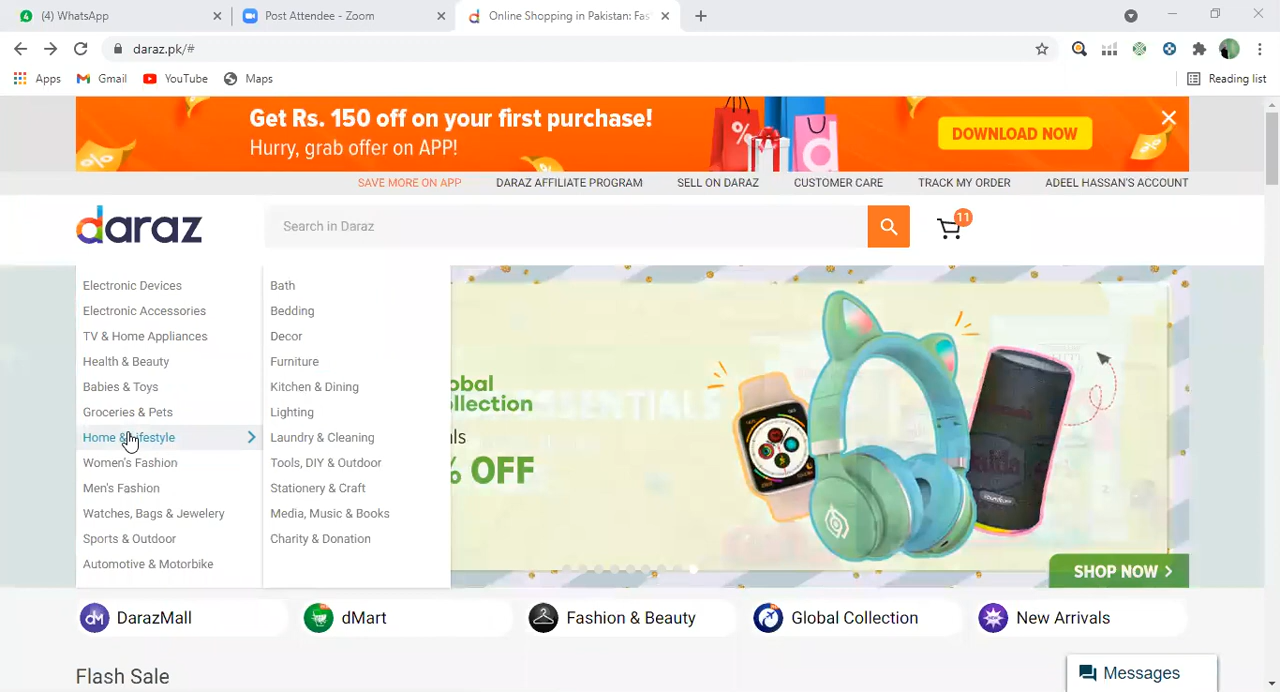 (4) WhatsApp
Post Attendee - Zoom
Online Shopping in Pakistan: Fas
daraz.pk/#
Apps
Gmail
YouTube
Maps
Reading list
Get Rs. 150 off on your first purchase!
Hurry, grab offer on APP!
DOWNLOAD NOW
SAVE MORE ON APP
DARAZ AFFILIATE PROGRAM
SELL ON DARAZ
CUSTOMER CARE
TRACK MY ORDER
ADEEL HASSAN'S ACCOUNT
daraz
Search in Daraz
11
Electronic Devices
Electronic Accessories
TV & Home Appliances
Health & Beauty
Babies & Toys
Groceries & Pets
Home & Lifestyle
Women's Fashion
Men's Fashion
Watches, Bags & Jewelery
Sports & Outdoor
Automotive & Motorbike
Bath
Bedding
Decor
Furniture
Kitchen & Dining
Lighting
Laundry & Cleaning
Tools, DIY & Outdoor
Stationery & Craft
Media, Music & Books
Charity & Donation
obal
ollection
ls
% OFF
SHOP NOW
dM DarazMall
dMart
Fashion & Beauty
Global Collection
New Arrivals
Flash Sale
Messages